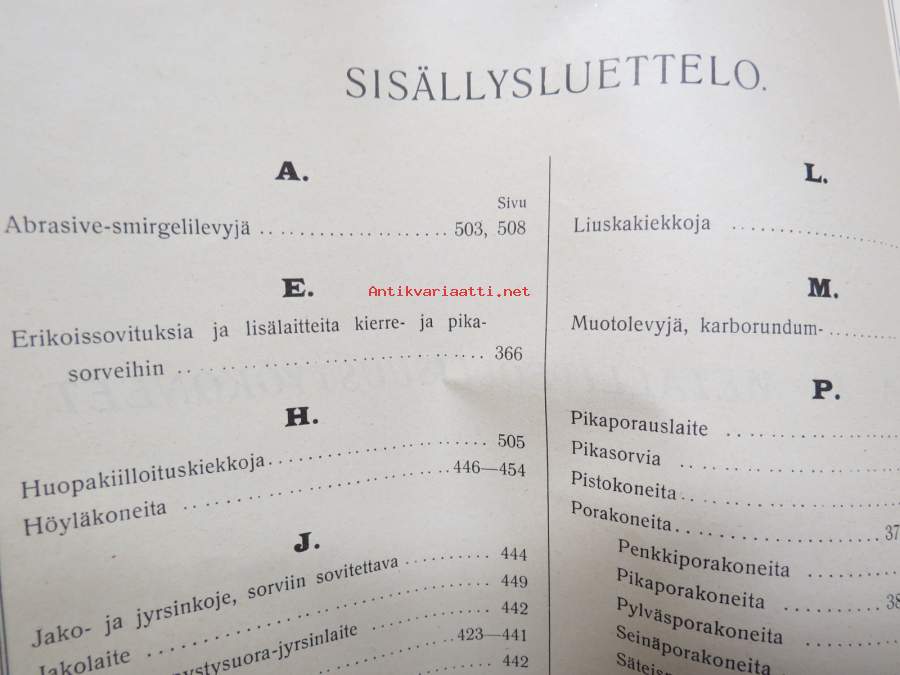 SISÄLLYSLUETTELO.
A.
Sivu
Abrasive-smirgelilevyjä .................... 503, 508
E.
Erikoissovituksia ja lisälaitteita kierre- ja pika-
sorveihin .............................. 366
H.
Huopakiilloituskiekkoja........................ 505
Höyläkoneita ........................... 446—454
J.
Jako- ja jyrsinkoje, sorviin sovitettava .......... 444
Jakolaite ................................ 449
442
423—441
442
L.
Liuskakiekkoja ..................
M.
Muotolevyjä, karborundum-..........
P.
Pikaporauslaite ..................
Pikasorvia ......................
Pistokoneita......................
Porakoneita...................... 37
Penkkiporakoneita ..........
Pikaporakoneita .......... 38
Pylväsporakoneita ..........
Seinäporakoneita ..........
Antikvariaatti.net